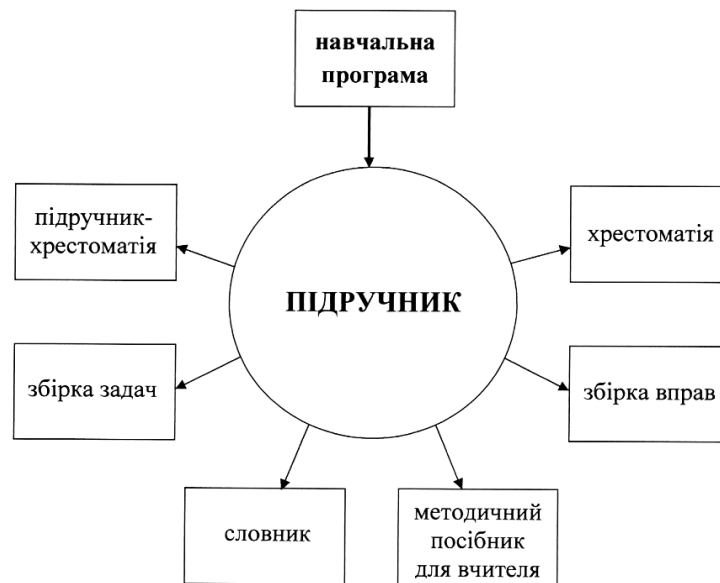 навчальна
програма
підручник-
хрестоматія
хрестоматія
ПІДРУЧНИК
збірка задач
збірка вправ
словник
методичний
посібник
для вчителя